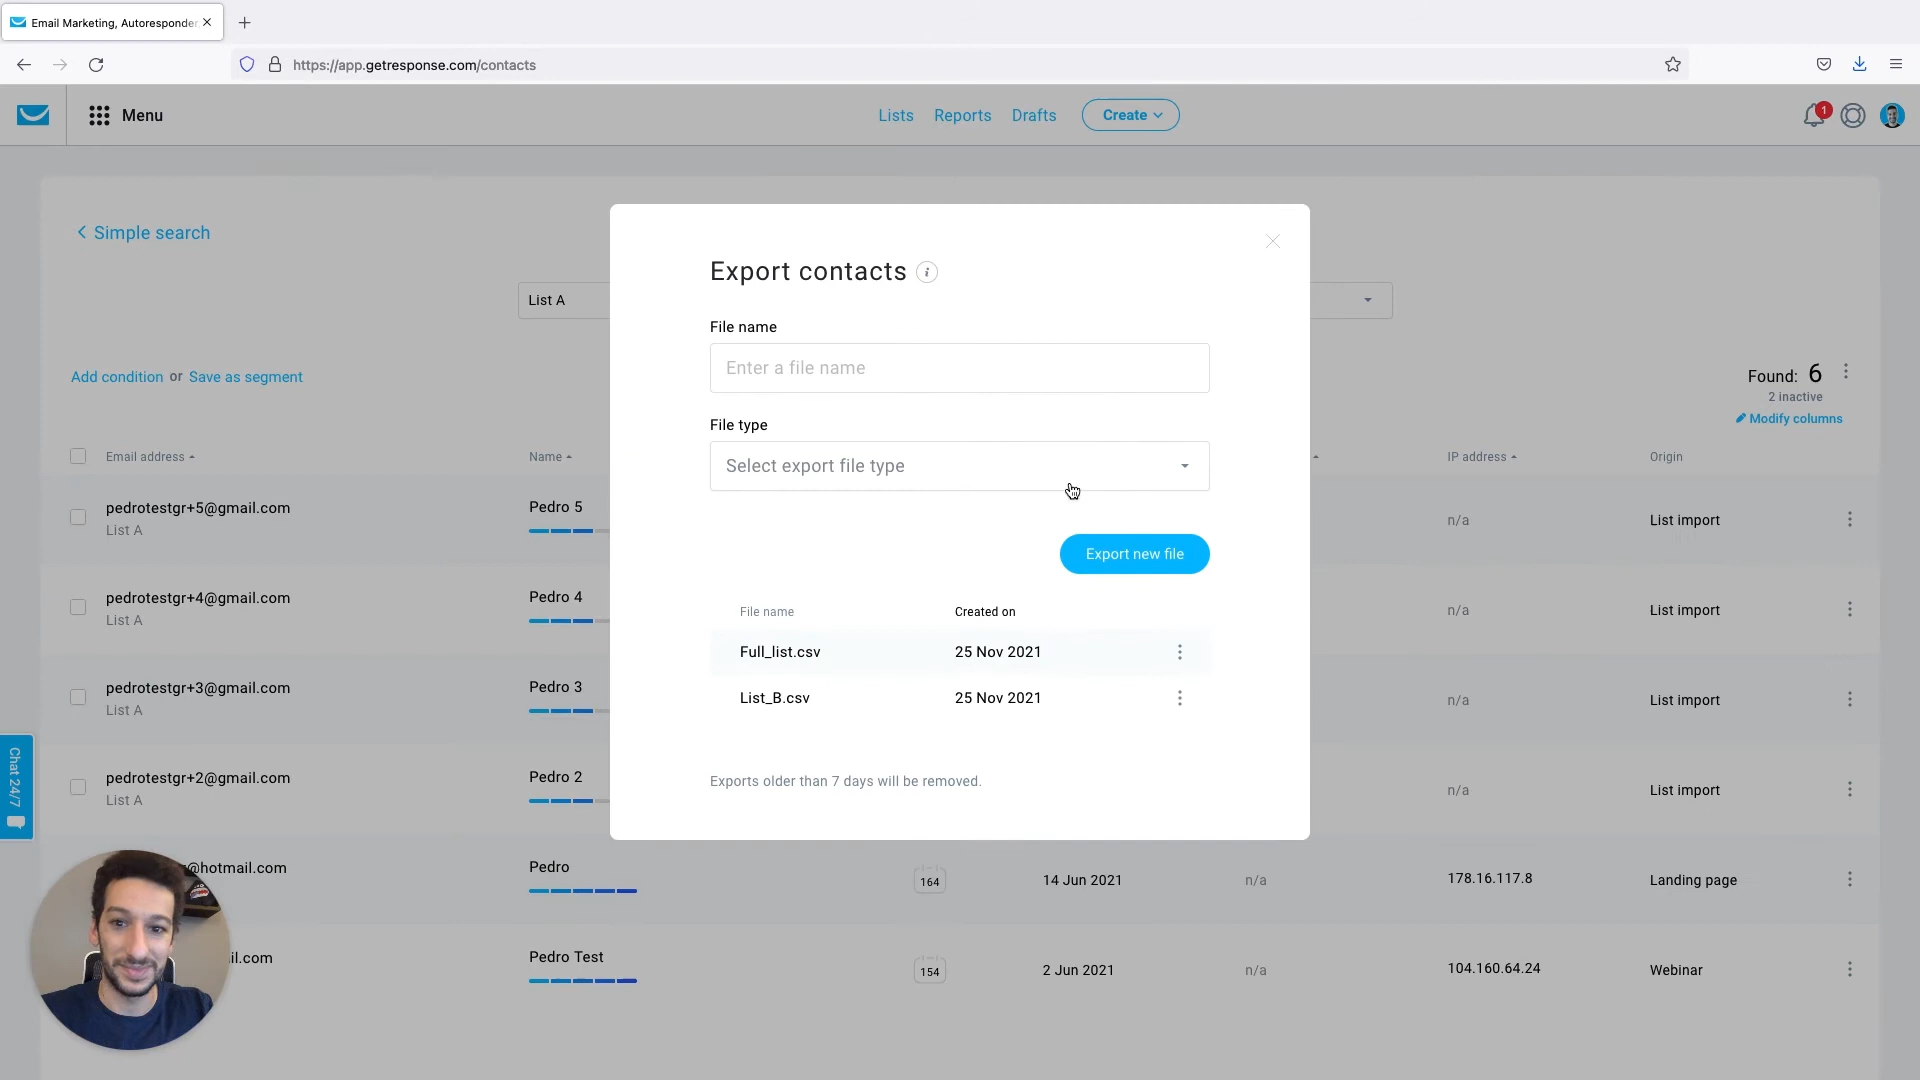 Email Marketing, Autoresponder
https://app.getresponse.com/contacts
Menu
Lists
Reports
Drafts
Create
1
Simple search
List A
Add condition or Save as segment
Found: 6
2 inactive
Modify columns
Email address
Name
IP address
Origin
pedrotestgr+5@gmail.com
List A
Pedro 5
n/a
List import
pedrotestgr+4@gmail.com
List A
Pedro 4
n/a
List import
pedrotestgr+3@gmail.com
List A
Pedro 3
n/a
List import
pedrotestgr+2@gmail.com
List A
Pedro 2
n/a
List import
@hotmail.com
Pedro
164
14 Jun 2021
n/a
178.16.117.8
Landing page
il.com
Pedro Test
154
2 Jun 2021
n/a
104.160.64.24
Webinar
Chat 24/7
Export contacts
i
File name
Enter a file name
File type
Select export file type
Export new file
File name
Created on
Full_list.csv
25 Nov 2021
List_B.csv
25 Nov 2021
Exports older than 7 days will be removed.